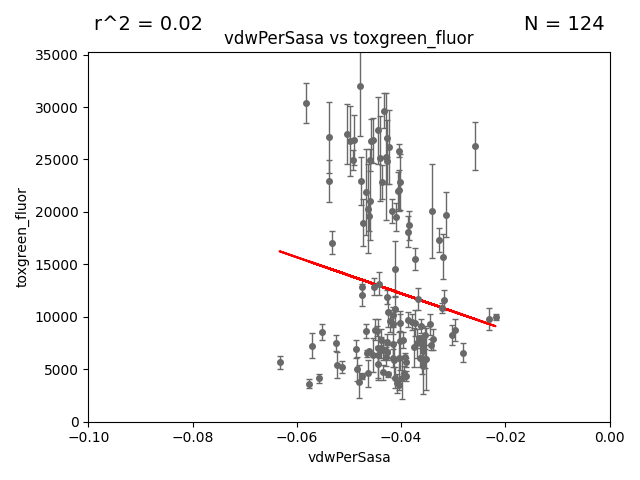 r^2 = 0.02
N = 124
vdwPerSasa vs toxgreen_fluor
35000
30000
25000
20000
15000
10000
5000
0
toxgreen_fluor
−0.10
−0.08
−0.06
−0.04
−0.02
0.00
vdwPerSasa